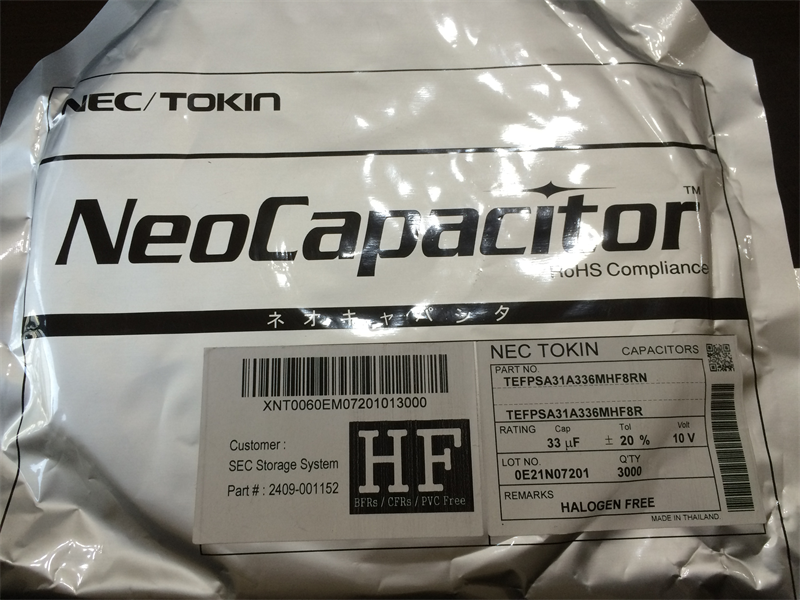 NEC/TOKIN
NeoCapacitor™
RoHS Compliance
ネオキャパシタ
XNT0060EM07201013000
Customer :
SEC Storage System
Part # : 2409-001152
HF
BFRs / CFRs / PVC Free
NEC TOKIN CAPACITORS
PART NO.
TEFPSA31A336MHF8RN
TEFPSA31A336MHF8R
RATING Cap Tol Volt
33 µF ± 20 % 10 V
LOT NO. Q'TY
0E21N07201 3000
REMARKS
HALOGEN FREE
MADE IN THAILAND